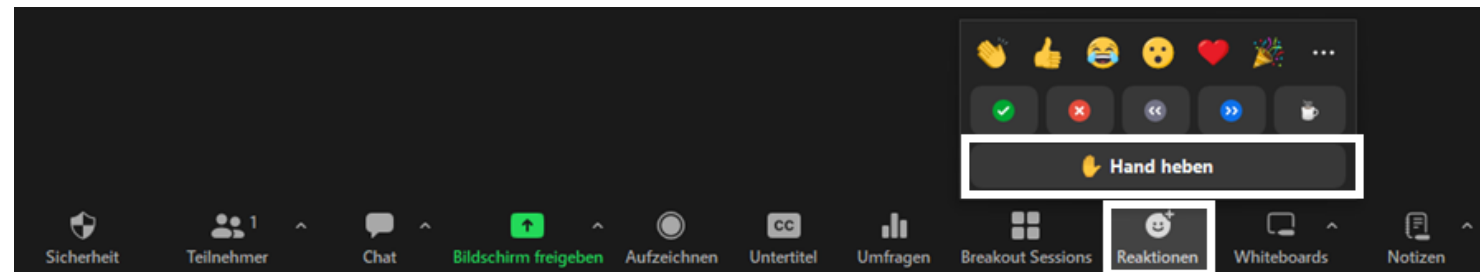 Hand heben
1
CC
Sicherheit Teilnehmer Chat Bildschirm freigeben Aufzeichnen Untertitel Umfragen Breakout Sessions Reaktionen Whiteboards Notizen